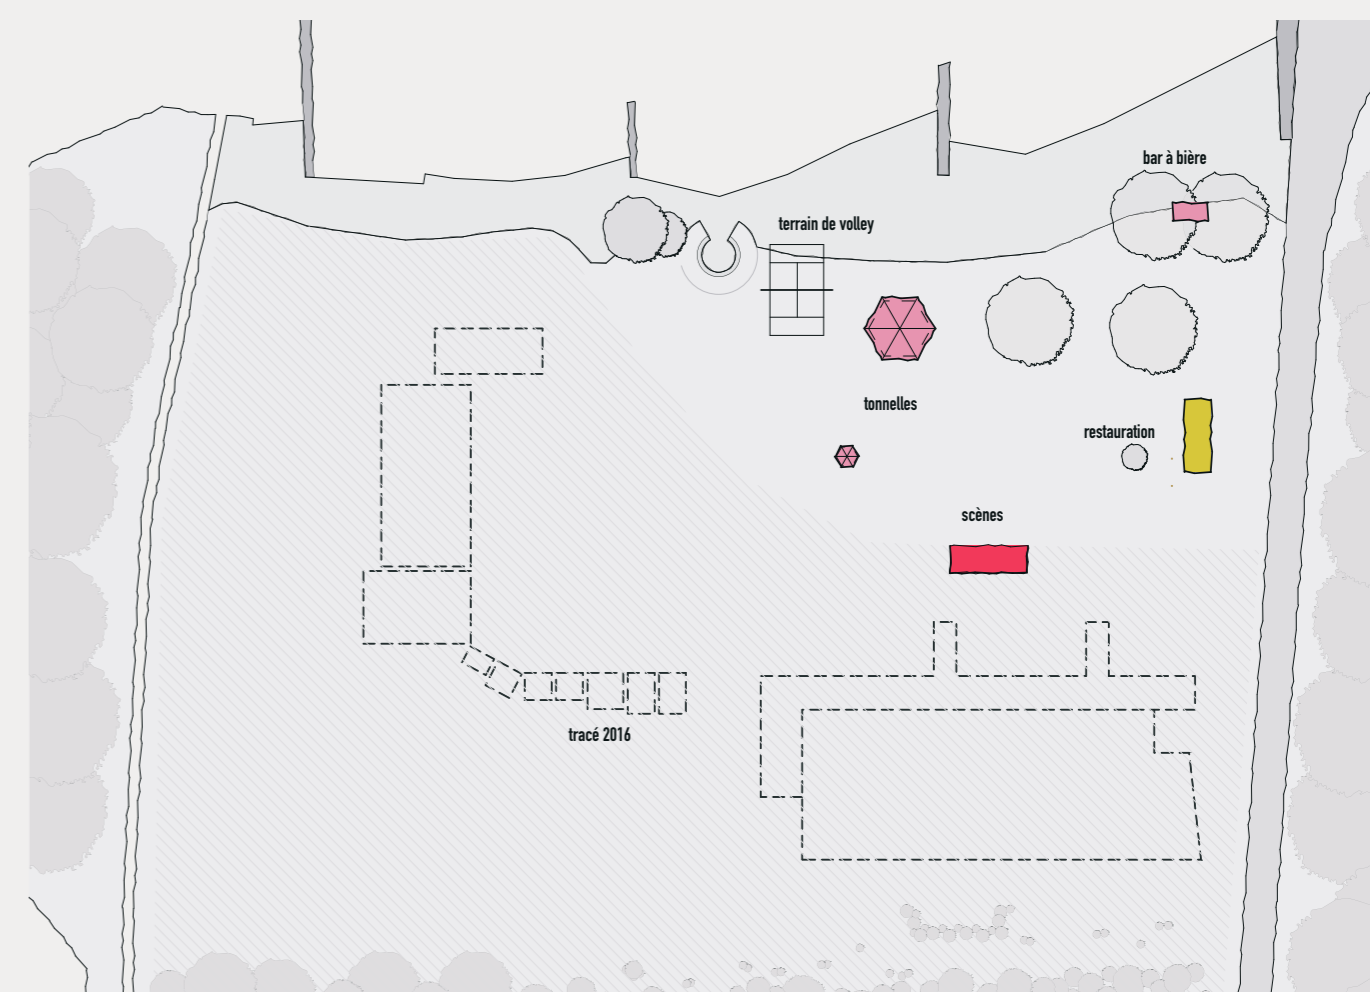 bar à bière
terrain de volley
tonnelles
restauration
scènes
tracé 2016